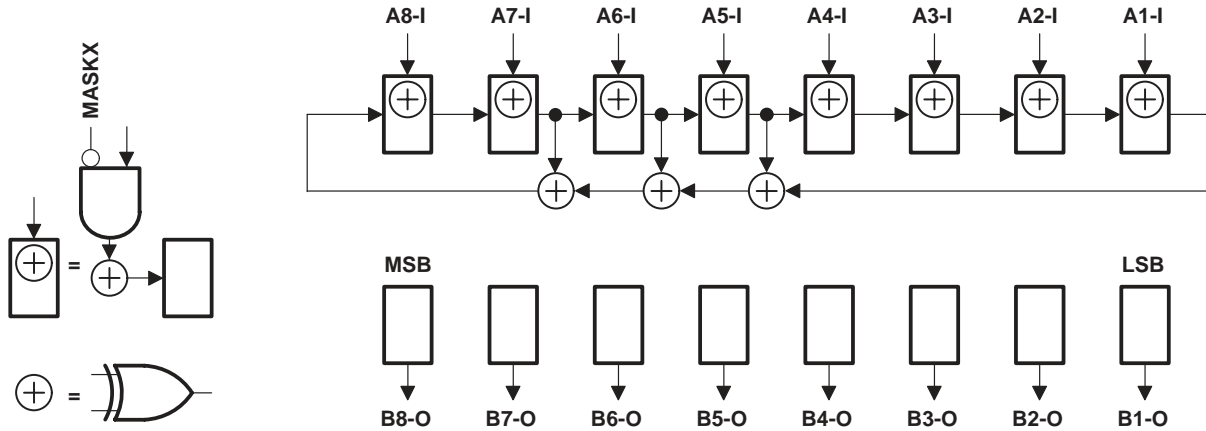 A8-I A7-I A6-I A5-I A4-I A3-I A2-I A1-I
MASKX
=
MSB LSB
=
B8-O B7-O B6-O B5-O B4-O B3-O B2-O B1-O